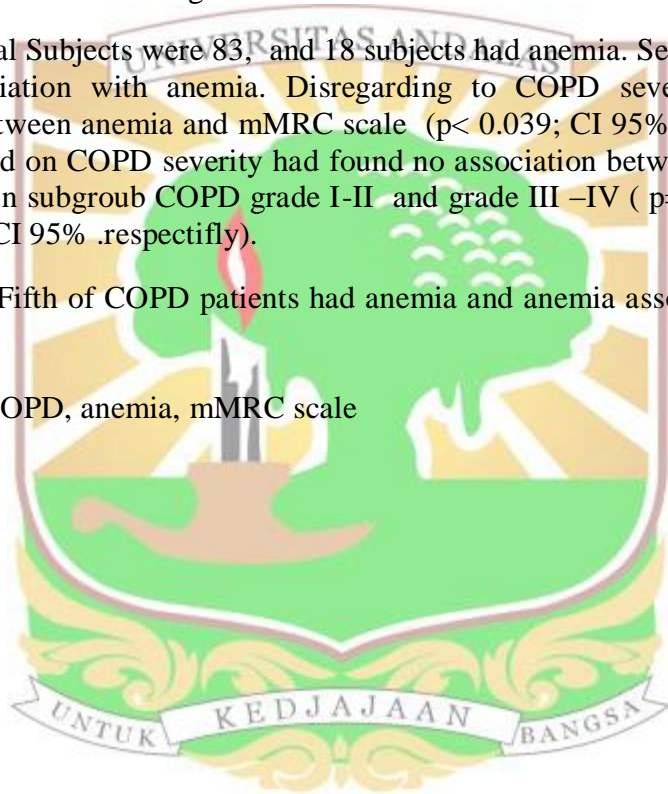 al Subjects were 83, and 18 subjects had anemia. Se
UNIVERSITAS ANDALAS
iation with anemia. Disregarding to COPD seve
tween anemia and mMRC scale (p< 0.039; CI 95%
d on COPD severity had found no association betw
n subgroub COPD grade I-II and grade III –IV ( p=
CI 95% .respectifly).
Fifth of COPD patients had anemia and anemia asso
OPD, anemia, mMRC scale
UNTUK KEDJAJAAN BANGSA